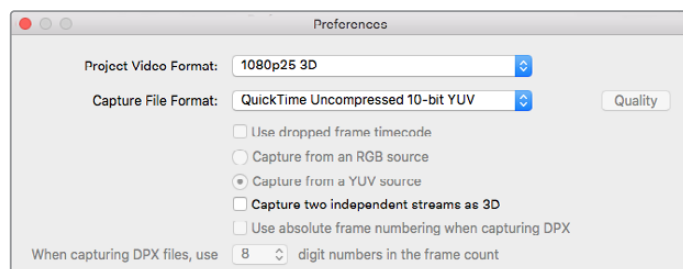 Preferences
Project Video Format: 1080p25 3D
Capture File Format: QuickTime Uncompressed 10-bit YUV Quality
Use dropped frame timecode
Capture from an RGB source
Capture from a YUV source
Capture two independent streams as 3D
Use absolute frame numbering when capturing DPX
When capturing DPX files, use 8 digit numbers in the frame count